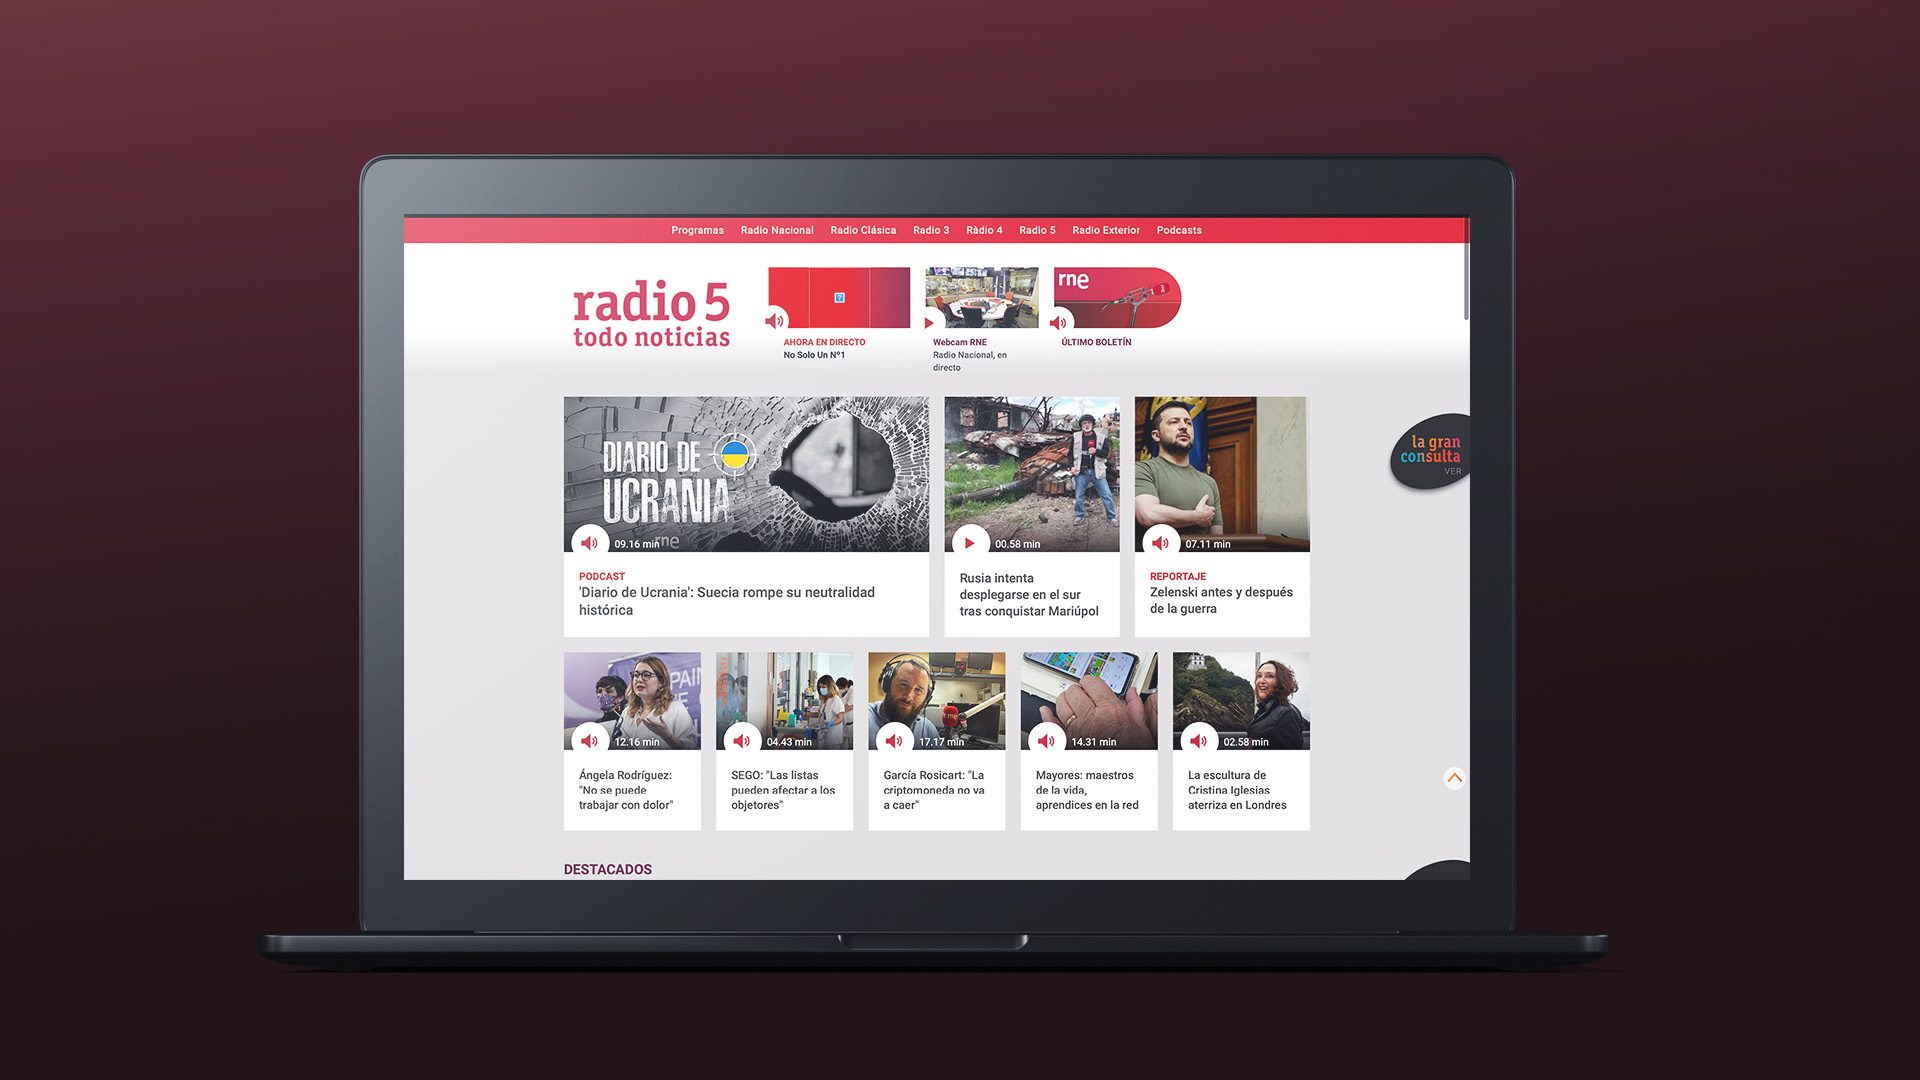 Programas Radio Nacional Radio Clásica Radio 3 Ràdio 4 Radio 5 Radio Exterior Podcasts
radio 5
todo noticias
AHORA EN DIRECTO
No Solo Un Nº1
Webcam RNE
Radio Nacional, en
directo
rne
ÚLTIMO BOLETÍN
DIARIO DE
UCRANIA
rne
09.16 min
PODCAST
'Diario de Ucrania': Suecia rompe su neutralidad
histórica
00.58 min
Rusia intenta
desplegarse en el sur
tras conquistar Mariúpol
07.11 min
REPORTAJE
Zelenski antes y después
de la guerra
la gran
consulta
VER
12.16 min
Ángela Rodríguez:
"No se puede
trabajar con dolor"
04.43 min
SEGO: "Las listas
pueden afectar a los
objetores"
17.17 min
García Rosicart: "La
criptomoneda no va
a caer"
14.31 min
Mayores: maestros
de la vida,
aprendices en la red
02.58 min
La escultura de
Cristina Iglesias
aterriza en Londres
DESTACADOS